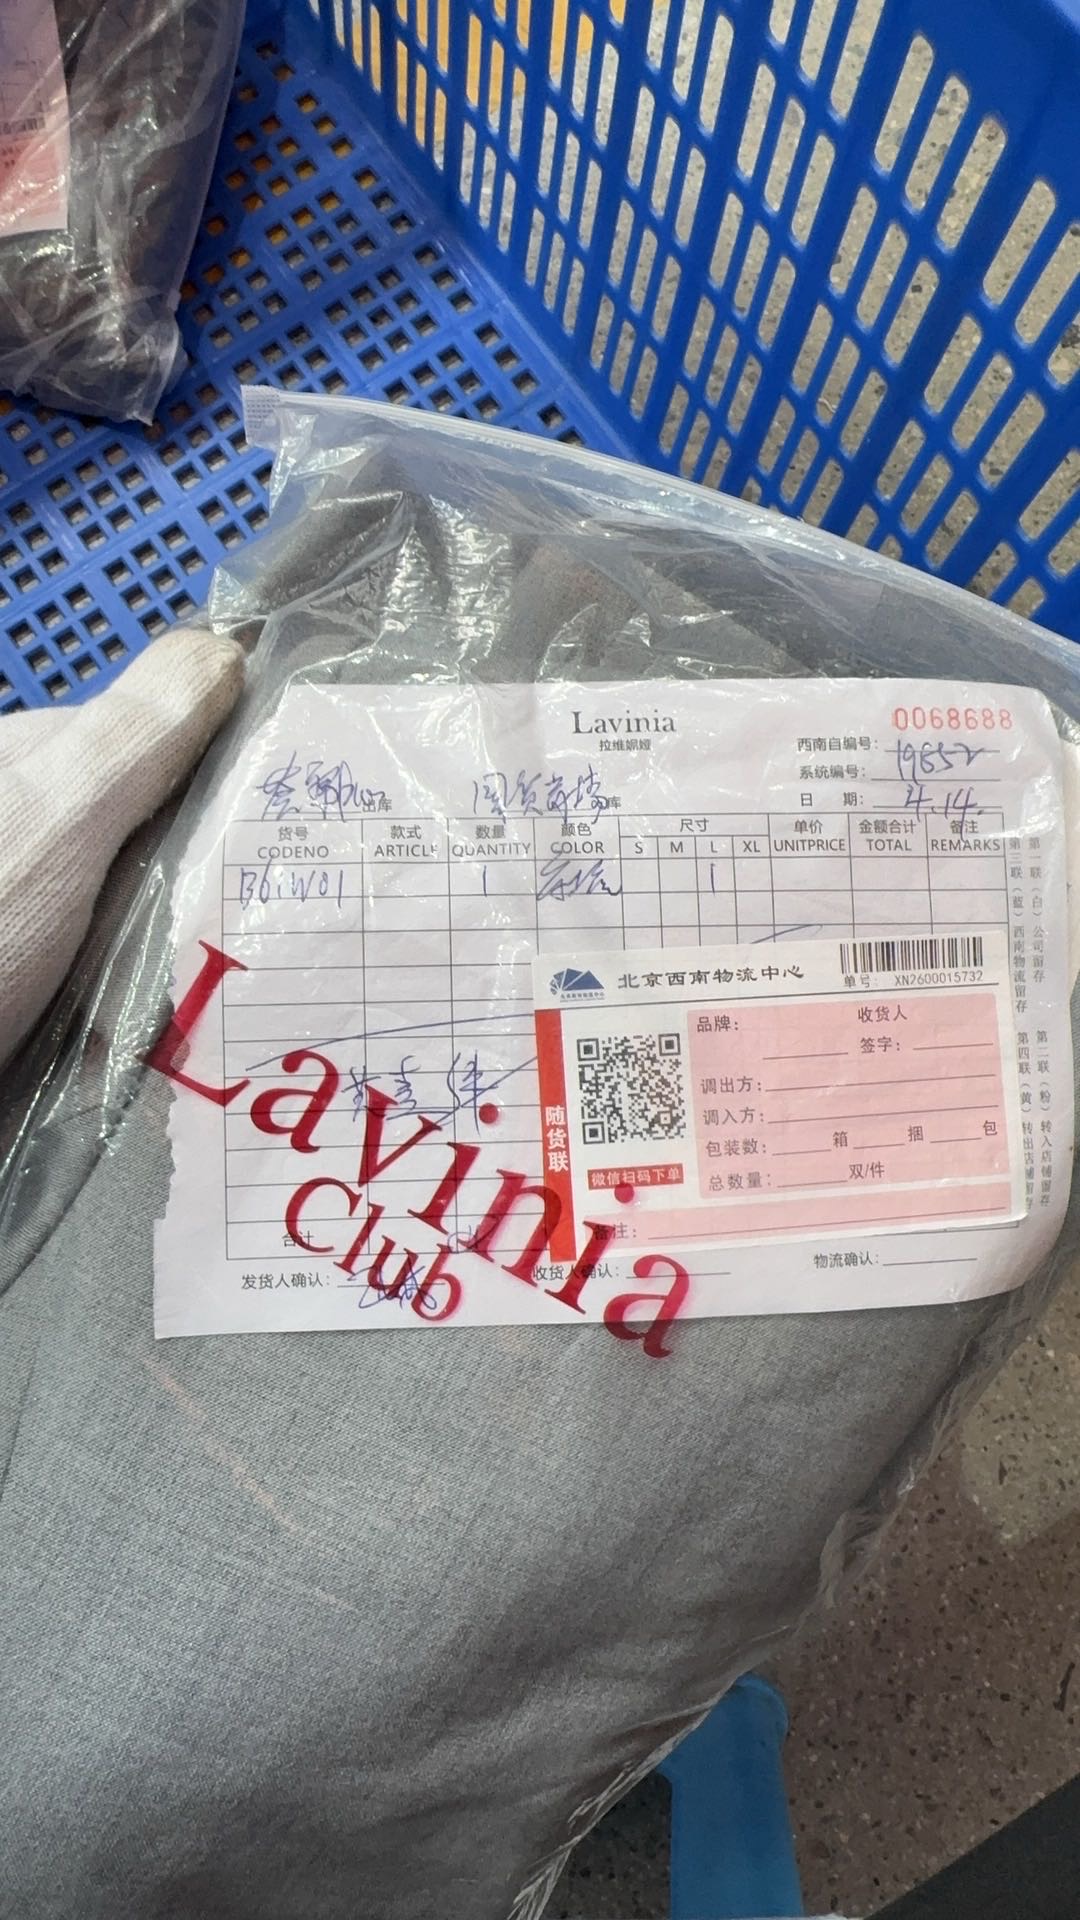 Lavinia
拉维妮娅
0068688
西南自编号: 19852
系统编号:
日 期: 4.14.
出库
库
货号 款式 数量 颜色 尺寸 单价 金额合计 备注
CODENO ARTICLE QUANTITY COLOR S M L XL UNITPRICE TOTAL REMARKS
B61W01 1 1
第一联（白）公司留存
第二联（粉）转入店铺留存
第三联（蓝）西南物流留存
第四联（黄）转出店铺留存
北京西南物流中心
单号: XN2600015732
随货联
微信扫码下单
品牌:
收货人
签字:
调出方:
调入方:
包装数: 箱 捆 包
总数量: 双/件
备注:
合计
发货人确认:
收货人确认:
物流确认:
Lavinia
Club